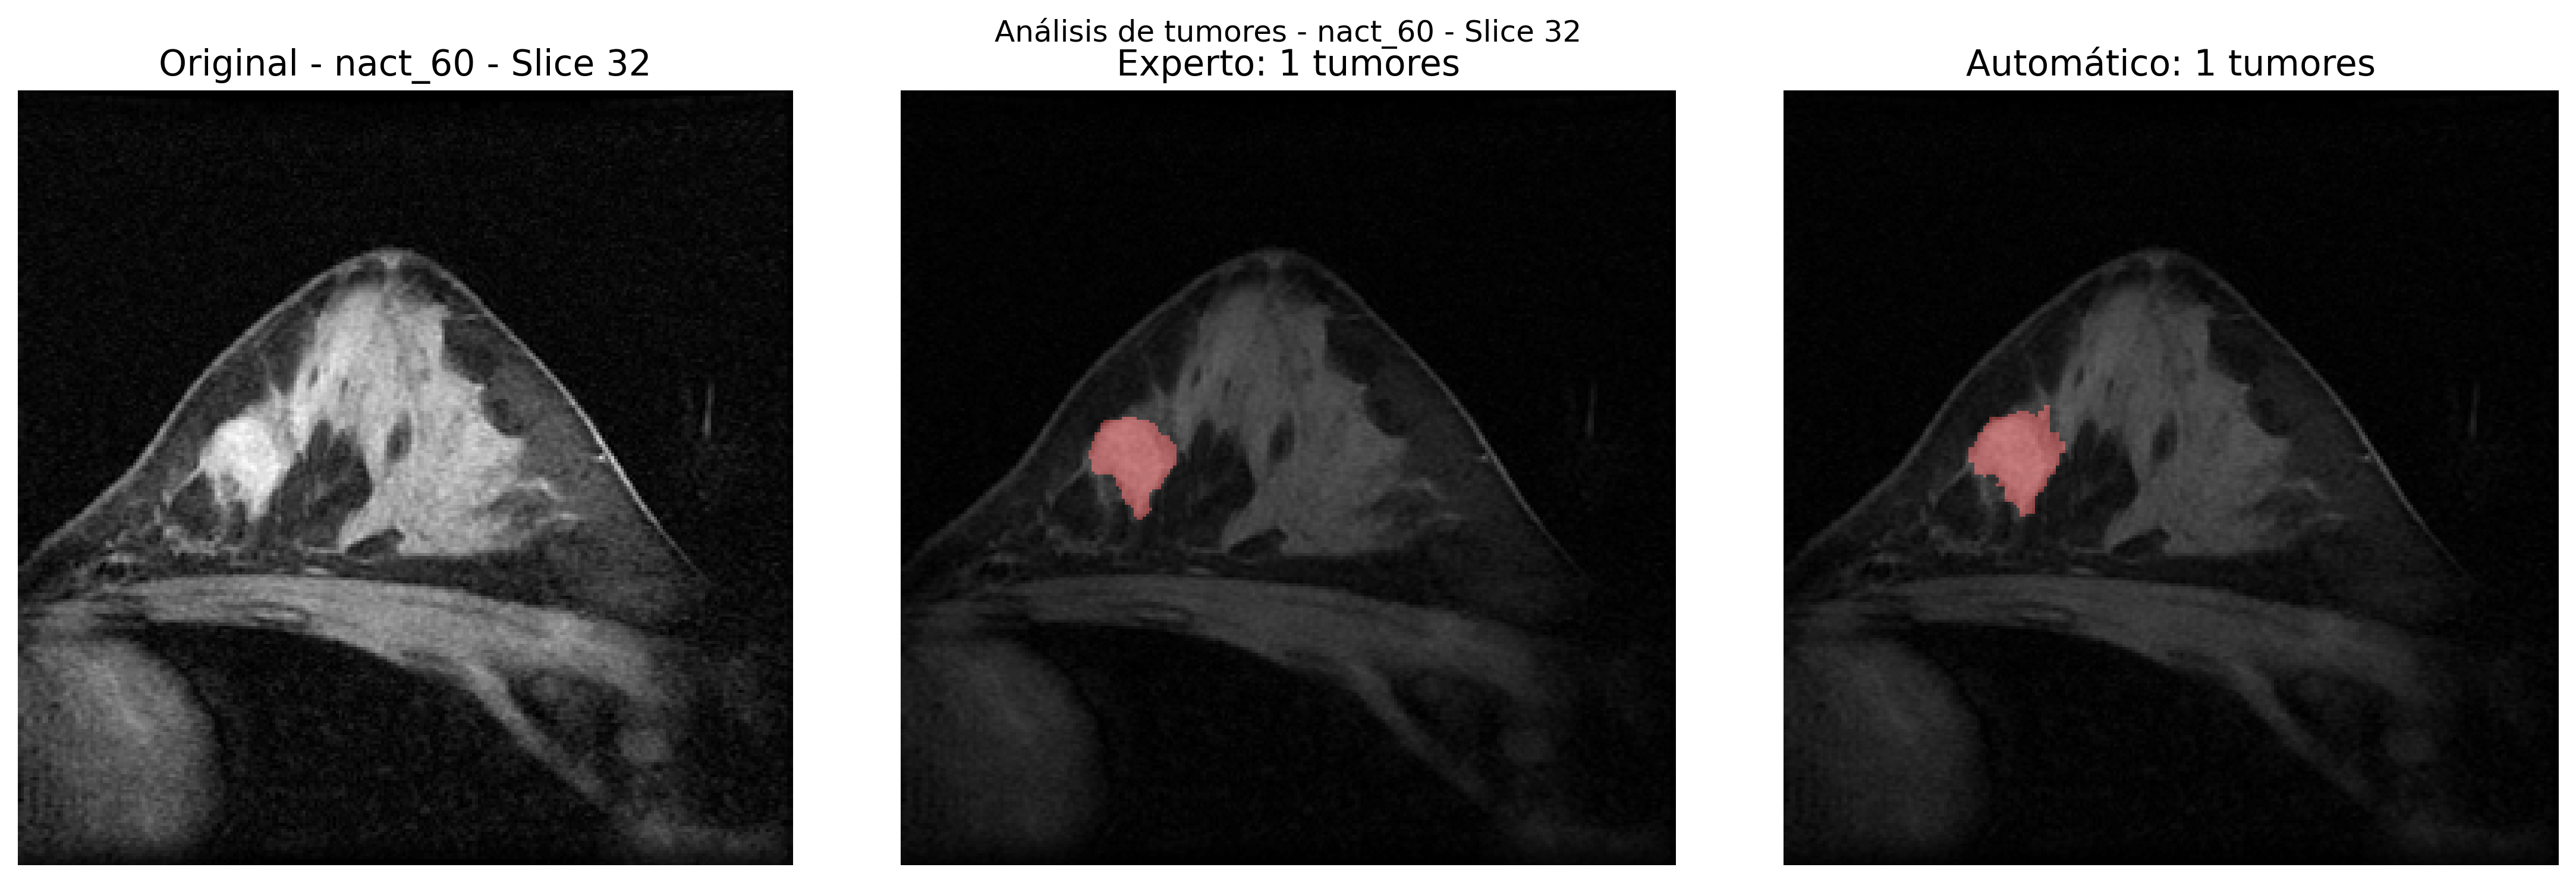 Análisis de tumores - nact_60 - Slice 32
Original - nact_60 - Slice 32
Experto: 1 tumores
Automático: 1 tumores